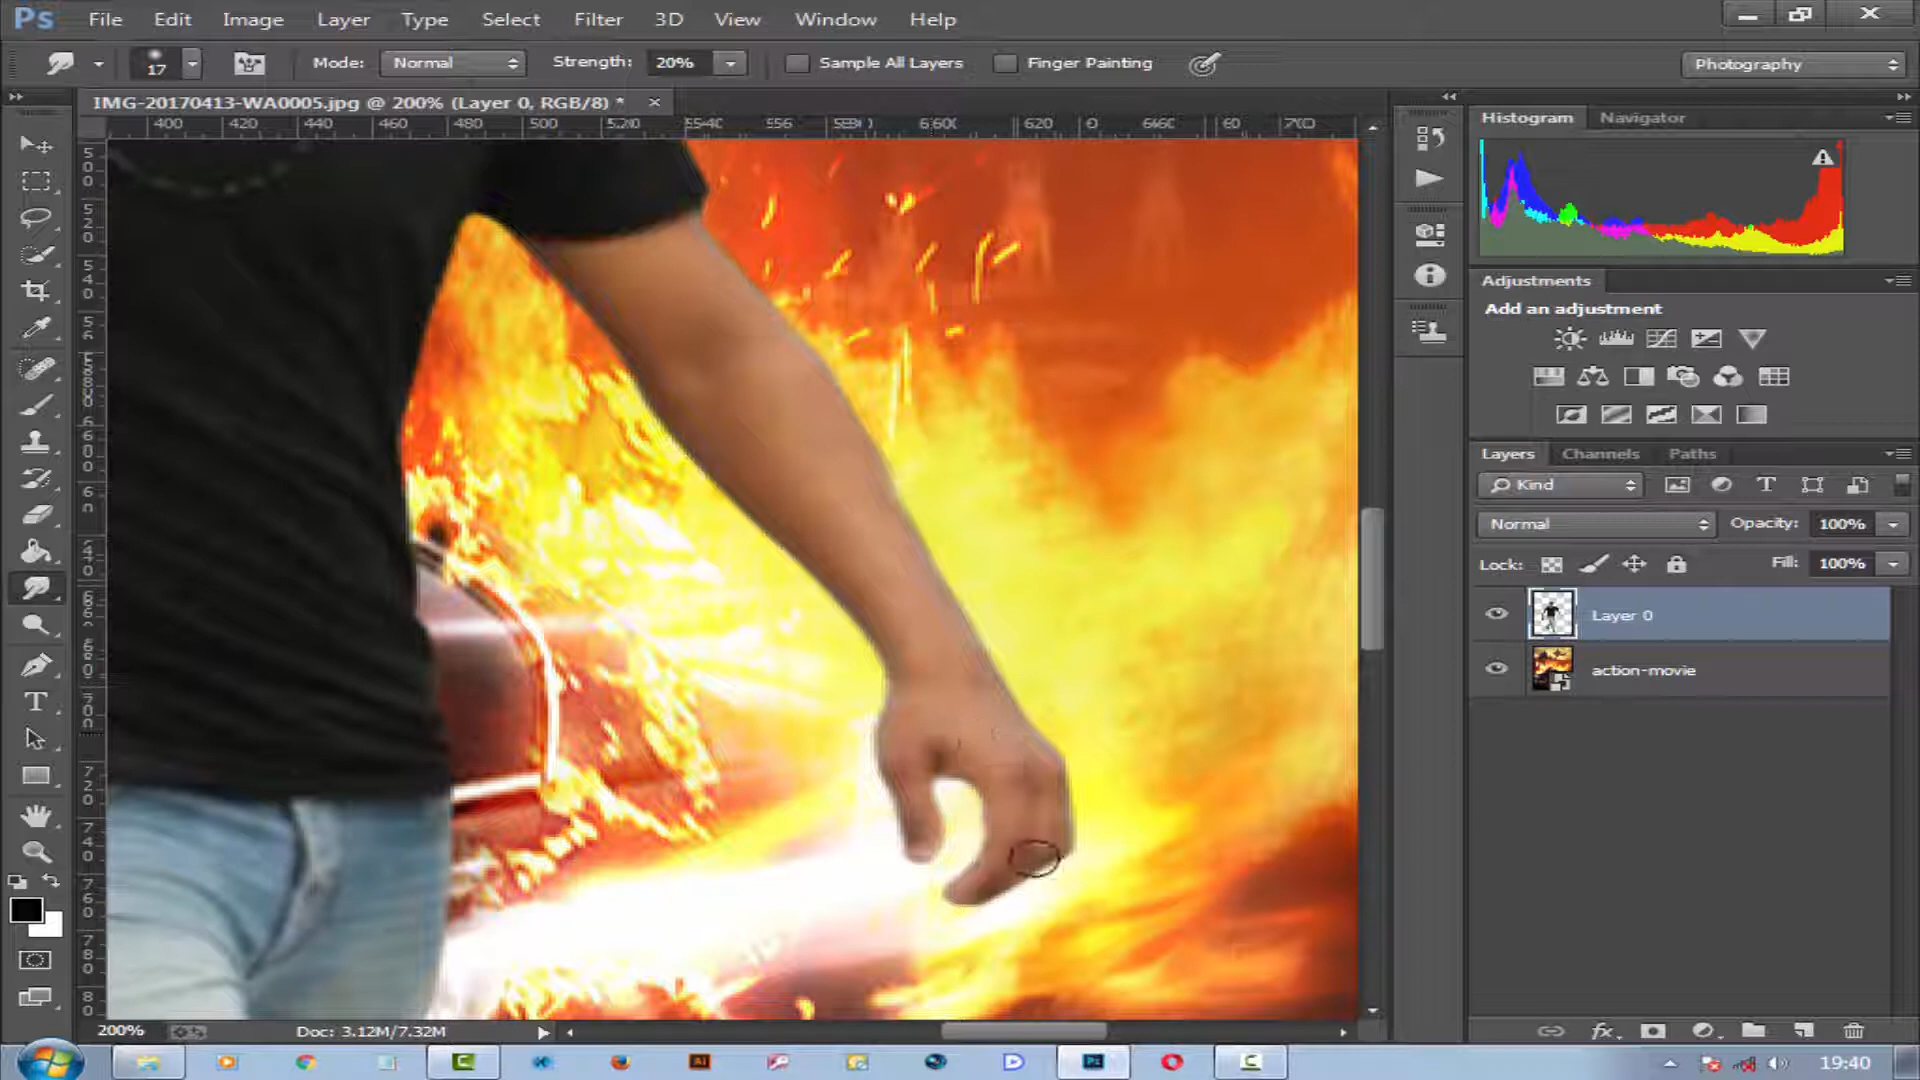 Ps File Edit Image Layer Type Select Filter 3D View Window Help
17 Mode: Normal Strength: 20% Sample All Layers Finger Painting Photography
IMG-20170413-WA0005.jpg @ 200% (Layer 0, RGB/8) *
400 420 440 460 480 500
620
Histogram Navigator
Adjustments
Add an adjustment
Layers Channels Paths
Kind
Normal Opacity: 100%
Lock: Fill: 100%
Layer 0
action-movie
200% Doc: 3.12M/7.32M
19:40